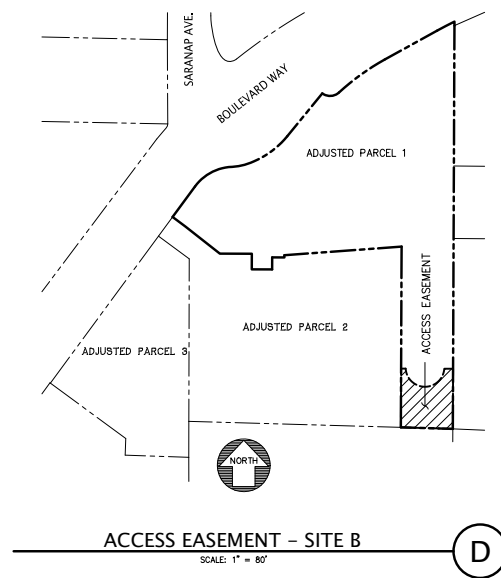 SARANAP AVE.
BOULEVARD WAY
ADJUSTED PARCEL 1
ACCESS EASEMENT
ADJUSTED PARCEL 2
ADJUSTED PARCEL 3
NORTH
ACCESS EASEMENT – SITE B
SCALE: 1" = 80'
D